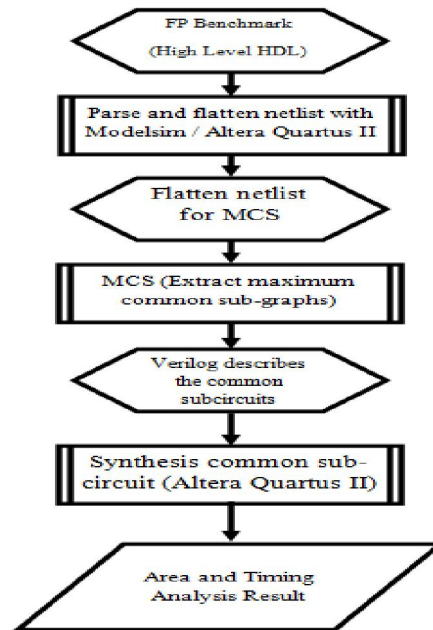 FP Benchmark
(High Level HDL)
Parse and flatten netlist with
Modelsim / Altera Quartus II
Flatten netlist
for MCS
MCS (Extract maximum
common sub-graphs)
Verilog describes
the common
subcircuits
Synthesis common sub-
circuit (Altera Quartus II)
Area and Timing
Analysis Result